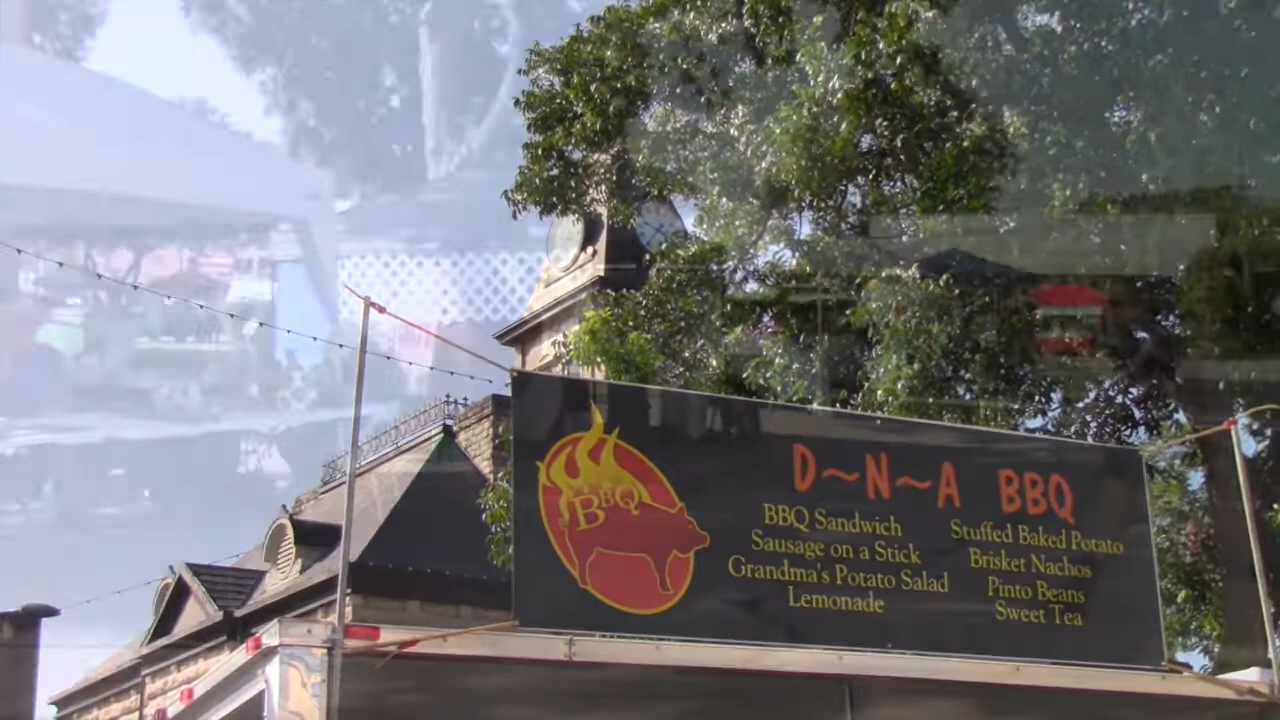 BBQ
D~N~A BBQ
BBQ Sandwich
Sausage on a Stick
Grandma's Potato Salad
Lemonade
Stuffed Baked Potato
Brisket Nachos
Pinto Beans
Sweet Tea